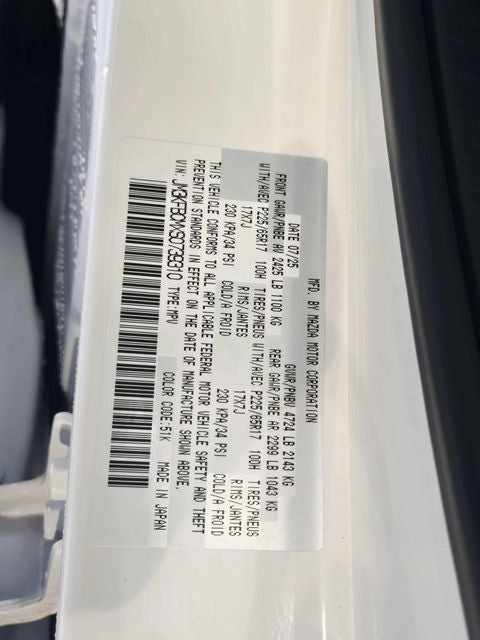 MFD. BY MAZDA MOTOR CORPORATION
DATE 07/25 GVWR/PNBV 4724 LB 2143 KG
FRONT GAWR/PNBE AV 2425 LB 1100 KG REAR GAWR/PNBE AR 2299 LB 1043 KG
WITH/AVEC P225/65R17 100H TIRES/PNEUS WITH/AVEC P225/65R17 100H TIRES/PNEUS
17X7J RIMS/JANTES 17X7J RIMS/JANTES
230 KPA/34 PSI COLD/A FROID 230 KPA/34 PSI COLD/A FROID
THIS VEHICLE CONFORMS TO ALL APPLICABLE FEDERAL MOTOR VEHICLE SAFETY AND THEFT
PREVENTION STANDARDS IN EFFECT ON THE DATE OF MANUFACTURE SHOWN ABOVE.
VIN: TYPE:MPV COLOR CODE:51K MADE IN JAPAN